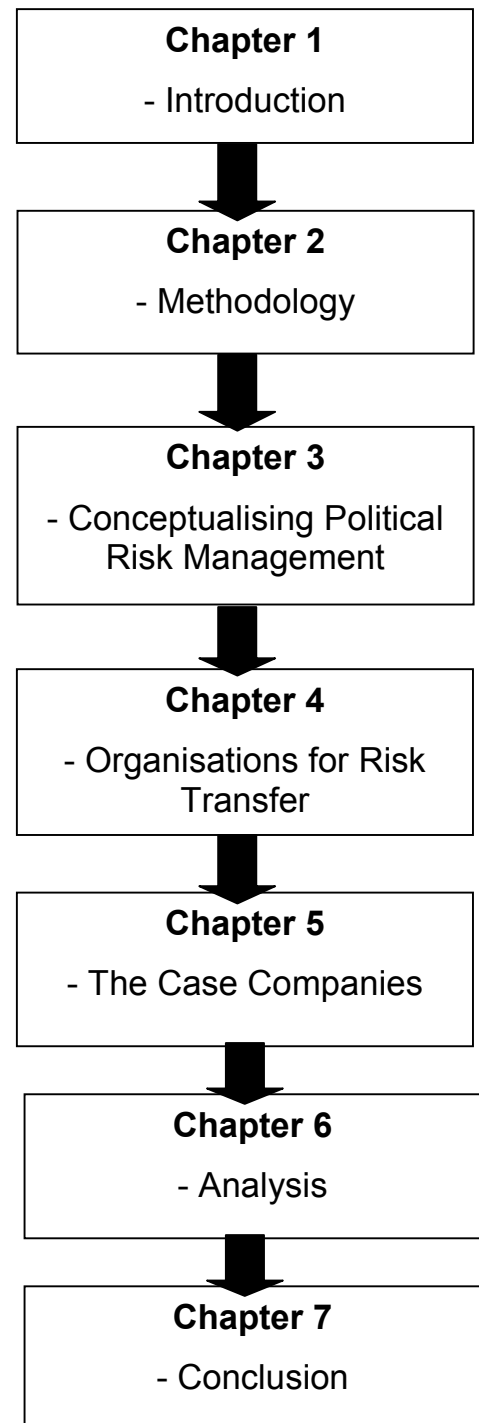 Chapter 1
- Introduction
Chapter 2
- Methodology
Chapter 3
- Conceptualising Political
Risk Management
Chapter 4
- Organisations for Risk
Transfer
Chapter 5
- The Case Companies
Chapter 6
- Analysis
Chapter 7
- Conclusion